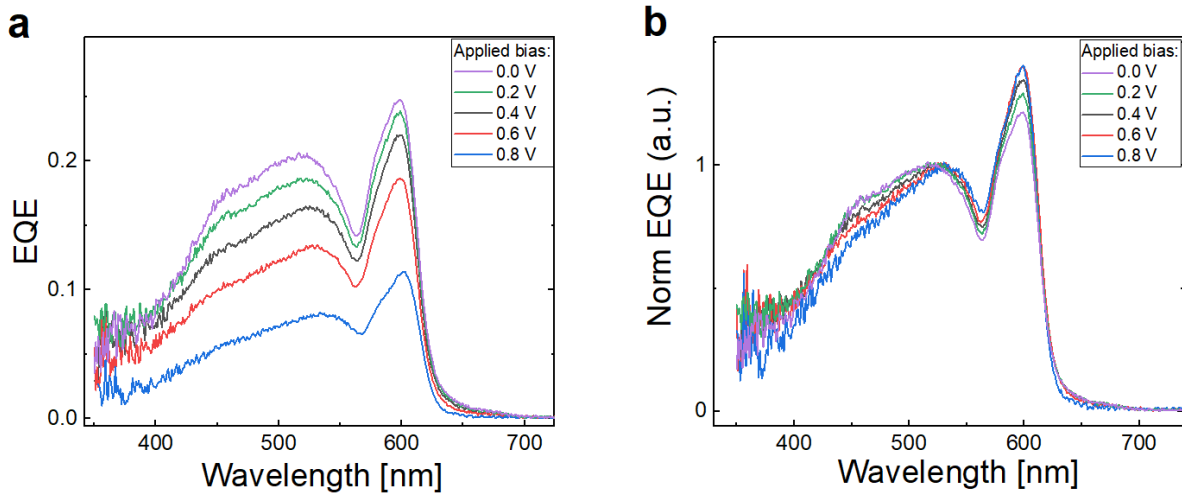 a
Applied bias:
0.0 V
0.2 V
0.4 V
0.6 V
0.8 V
EQE
0.2
0.1
0.0
400 500 600 700
Wavelength [nm]
b
Applied bias:
0.0 V
0.2 V
0.4 V
0.6 V
0.8 V
Norm EQE (a.u.)
1
0
400 500 600 700
Wavelength [nm]